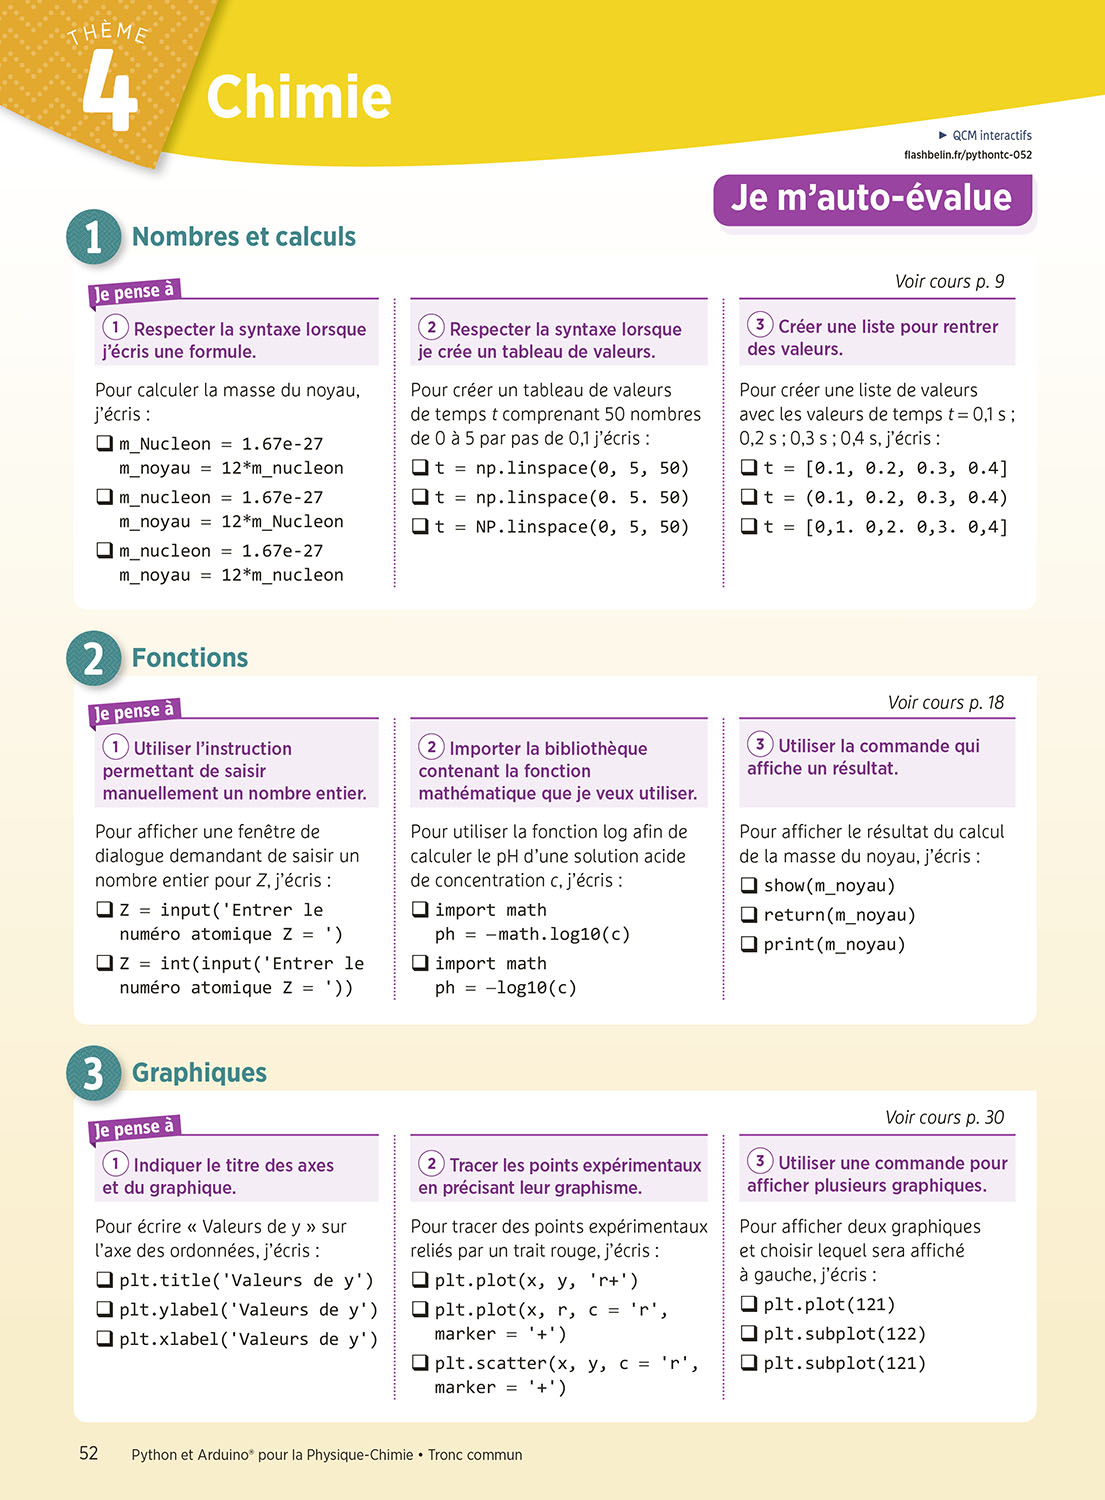 THÈME
4
Chimie
► QCM interactifs
flashbelin.fr/pythontc-052
Je m'auto-évalue
1 Nombres et calculs
Voir cours p. 9
Je pense à
1 Respecter la syntaxe lorsque
j'écris une formule.
Pour calculer la masse du noyau,
j'écris :
❑ m_Nucleon = 1.67e-27
m_noyau = 12*m_nucleon
❑ m_nucleon = 1.67e-27
m_noyau = 12*m_Nucleon
❑ m_nucleon = 1.67e-27
m_noyau = 12*m_nucleon
2 Respecter la syntaxe lorsque
je crée un tableau de valeurs.
Pour créer un tableau de valeurs
de temps t comprenant 50 nombres
de 0 à 5 par pas de 0,1 j'écris :
❑ t = np.linspace(0, 5, 50)
❑ t = np.linspace(0. 5. 50)
❑ t = NP.linspace(0, 5, 50)
3 Créer une liste pour rentrer
des valeurs.
Pour créer une liste de valeurs
avec les valeurs de temps t = 0,1 s ;
0,2 s ; 0,3 s ; 0,4 s, j'écris :
❑ t = [0.1, 0.2, 0.3, 0.4]
❑ t = (0.1, 0.2, 0.3, 0.4)
❑ t = [0,1. 0,2. 0,3. 0,4]
2 Fonctions
Voir cours p. 18
Je pense à
1 Utiliser l'instruction
permettant de saisir
manuellement un nombre entier.
Pour afficher une fenêtre de
dialogue demandant de saisir un
nombre entier pour Z, j'écris :
❑ Z = input('Entrer le
numéro atomique Z = ')
❑ Z = int(input('Entrer le
numéro atomique Z = '))
2 Importer la bibliothèque
contenant la fonction
mathématique que je veux utiliser.
Pour utiliser la fonction log afin de
calculer le pH d'une solution acide
de concentration c, j'écris :
❑ import math
ph = –math.log10(c)
❑ import math
ph = –log10(c)
3 Utiliser la commande qui
affiche un résultat.
Pour afficher le résultat du calcul
de la masse du noyau, j'écris :
❑ show(m_noyau)
❑ return(m_noyau)
❑ print(m_noyau)
3 Graphiques
Voir cours p. 30
Je pense à
1 Indiquer le titre des axes
et du graphique.
Pour écrire « Valeurs de y » sur
l'axe des ordonnées, j'écris :
❑ plt.title('Valeurs de y')
❑ plt.ylabel('Valeurs de y')
❑ plt.xlabel('Valeurs de y')
2 Tracer les points expérimentaux
en précisant leur graphisme.
Pour tracer des points expérimentaux
reliés par un trait rouge, j'écris :
❑ plt.plot(x, y, 'r+')
❑ plt.plot(x, r, c = 'r',
marker = '+')
❑ plt.scatter(x, y, c = 'r',
marker = '+')
3 Utiliser une commande pour
afficher plusieurs graphiques.
Pour afficher deux graphiques
et choisir lequel sera affiché
à gauche, j'écris :
❑ plt.plot(121)
❑ plt.subplot(122)
❑ plt.subplot(121)
52 Python et Arduino® pour la Physique-Chimie • Tronc commun